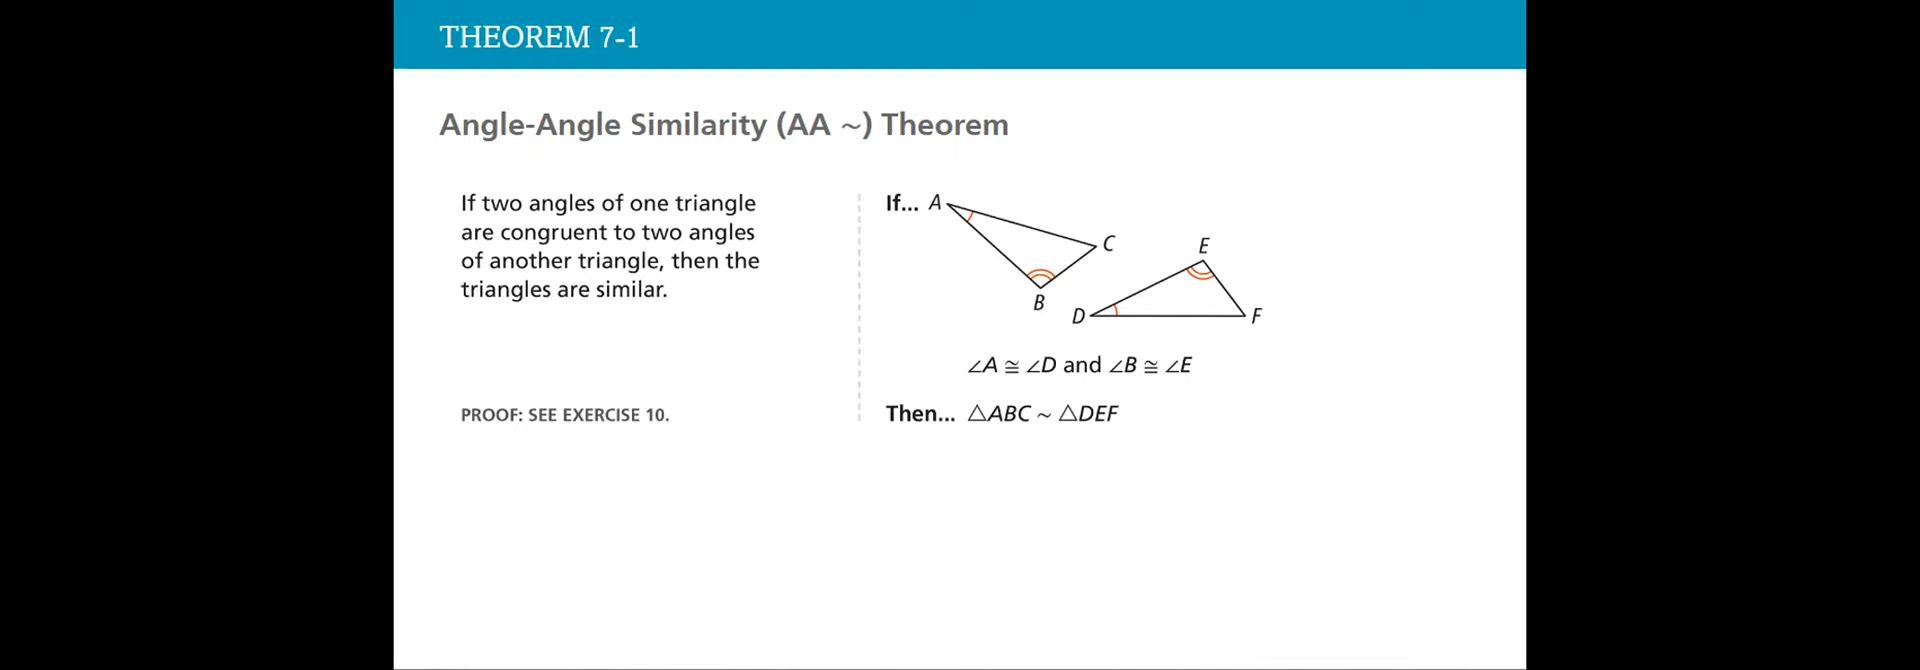 THEOREM 7-1
Angle-Angle Similarity (AA ~) Theorem
If two angles of one triangle
are congruent to two angles
of another triangle, then the
triangles are similar.
PROOF: SEE EXERCISE 10.
If... A
C
B
E
D
F
∠A ≅ ∠D and ∠B ≅ ∠E
Then... △ABC ~ △DEF